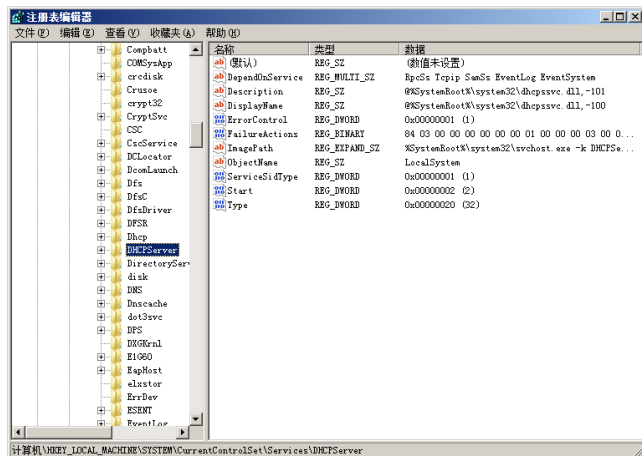 注册表编辑器
文件(F) 编辑(E) 查看(V) 收藏夹(A) 帮助(H)
Compbatt
COMSysApp
crcdisk
Crusoe
crypt32
CryptSvc
CSC
CscService
DCLocator
DcomLaunch
Dfs
DfsC
DfsDriver
DFSR
Dhcp
DHCPServer
DirectoryServ
disk
DNS
Dnscache
dot3svc
DPS
DXGKrnl
E1G60
EapHost
elxstor
ErrDev
ESENT
EventLog
名称 类型 数据
(默认) REG_SZ (数值未设置)
DependOnService REG_MULTI_SZ RpcSs Tcpip SamSs EventLog EventSystem
Description REG_SZ @%SystemRoot%\system32\dhcpssvc.dll,-101
DisplayName REG_SZ @%SystemRoot%\system32\dhcpssvc.dll,-100
ErrorControl REG_DWORD 0x00000001 (1)
FailureActions REG_BINARY 84 03 00 00 00 00 00 00 01 00 00 00 03 00 0...
ImagePath REG_EXPAND_SZ %SystemRoot%\system32\svchost.exe -k DHCPSe...
ObjectName REG_SZ LocalSystem
ServiceSidType REG_DWORD 0x00000001 (1)
Start REG_DWORD 0x00000002 (2)
Type REG_DWORD 0x00000020 (32)
计算机\HKEY_LOCAL_MACHINE\SYSTEM\CurrentControlSet\Services\DHCPServer